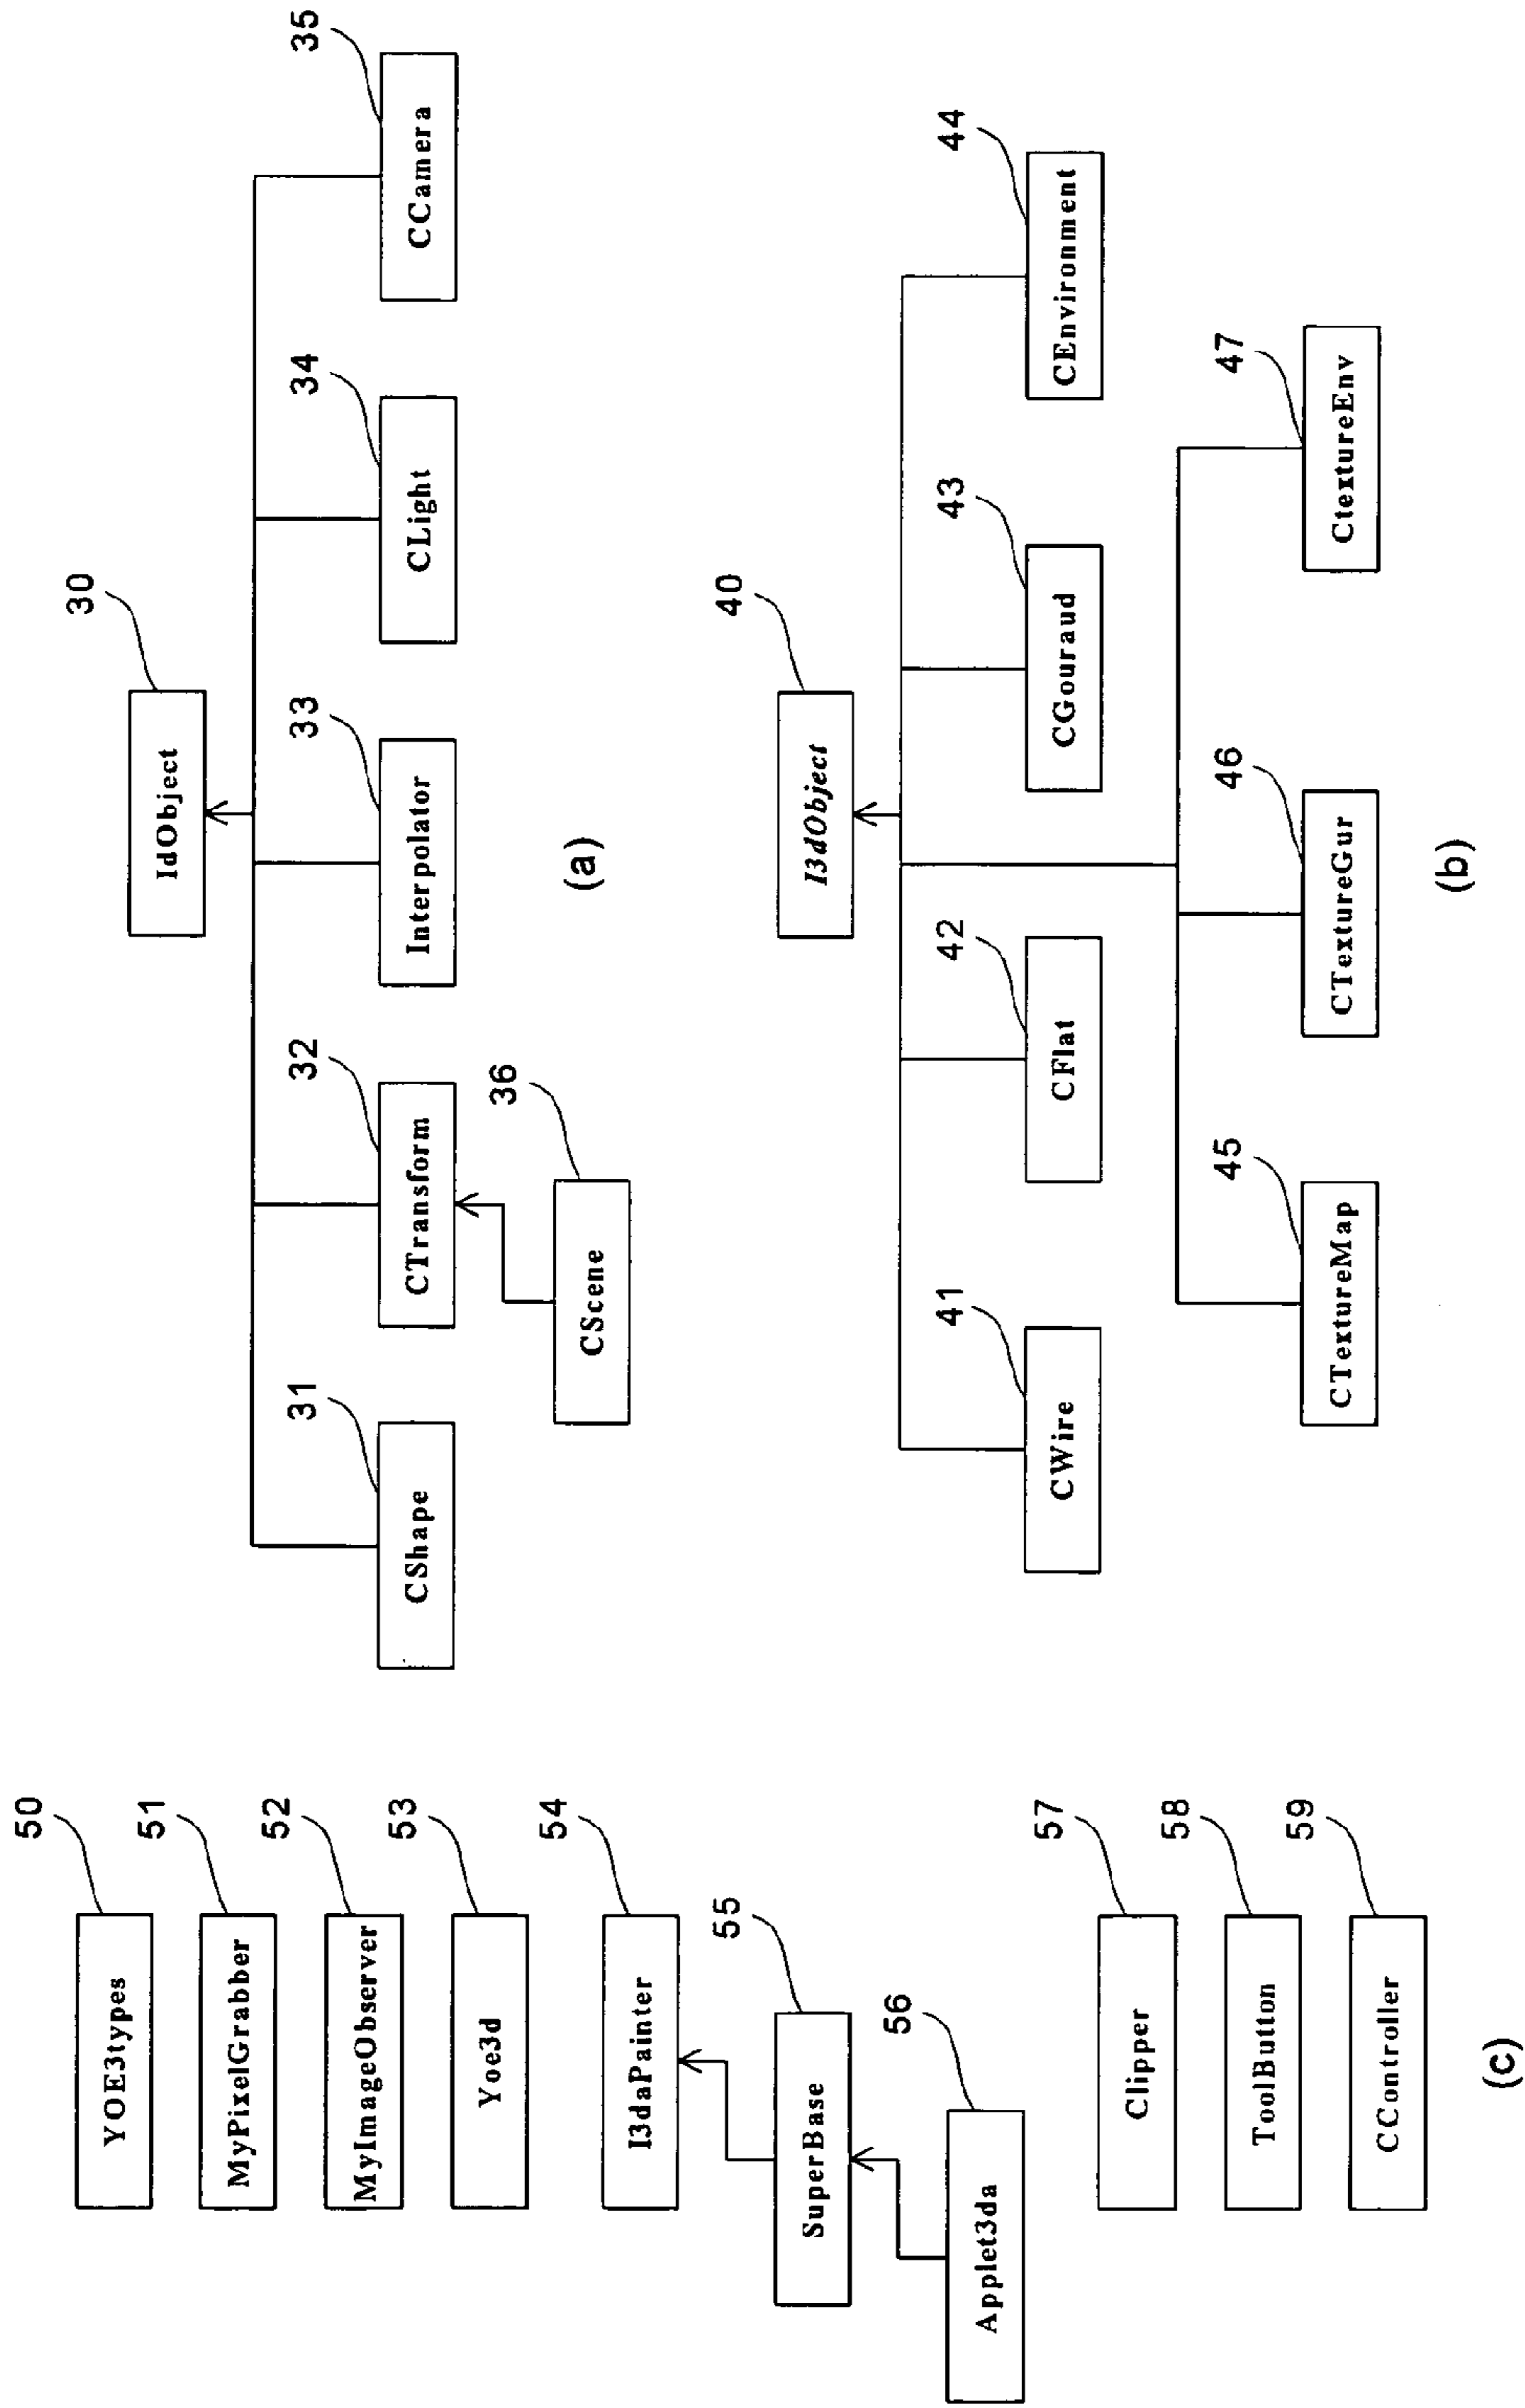 30
IdObject
31
32
33
34
35
CShape
CTransform
Interpolator
CLight
CCamera
36
CScene
(a)
40
I3dObject
41
42
43
44
CWire
CFlat
CGouraud
CEnvironment
45
46
47
CTextureMap
CTextureGur
CtextureEnv
(b)
50
YOE3types
51
MyPixelGrabber
52
MyImageObserver
53
Yoe3d
54
I3daPainter
55
SuperBase
56
Applet3da
57
Clipper
58
ToolButton
59
CController
(c)